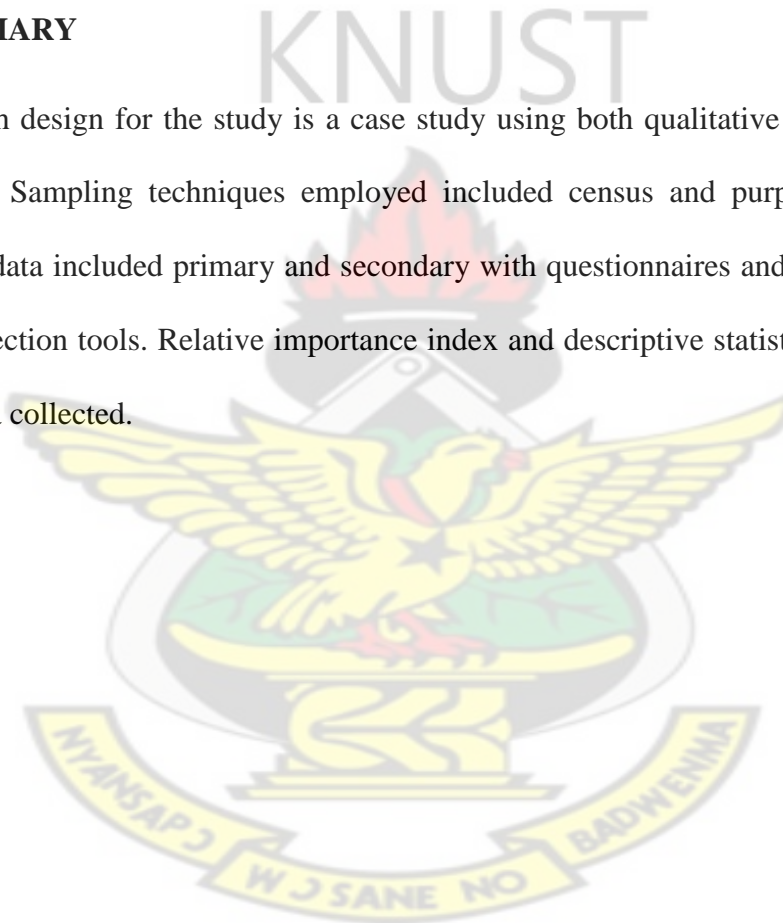 MARY
KNUST
n design for the study is a case study using both qualitative
Sampling techniques employed included census and purp
data included primary and secondary with questionnaires and
ection tools. Relative importance index and descriptive statist
collected.
NYANSAPƆ WƆSANE NO BADWENMA